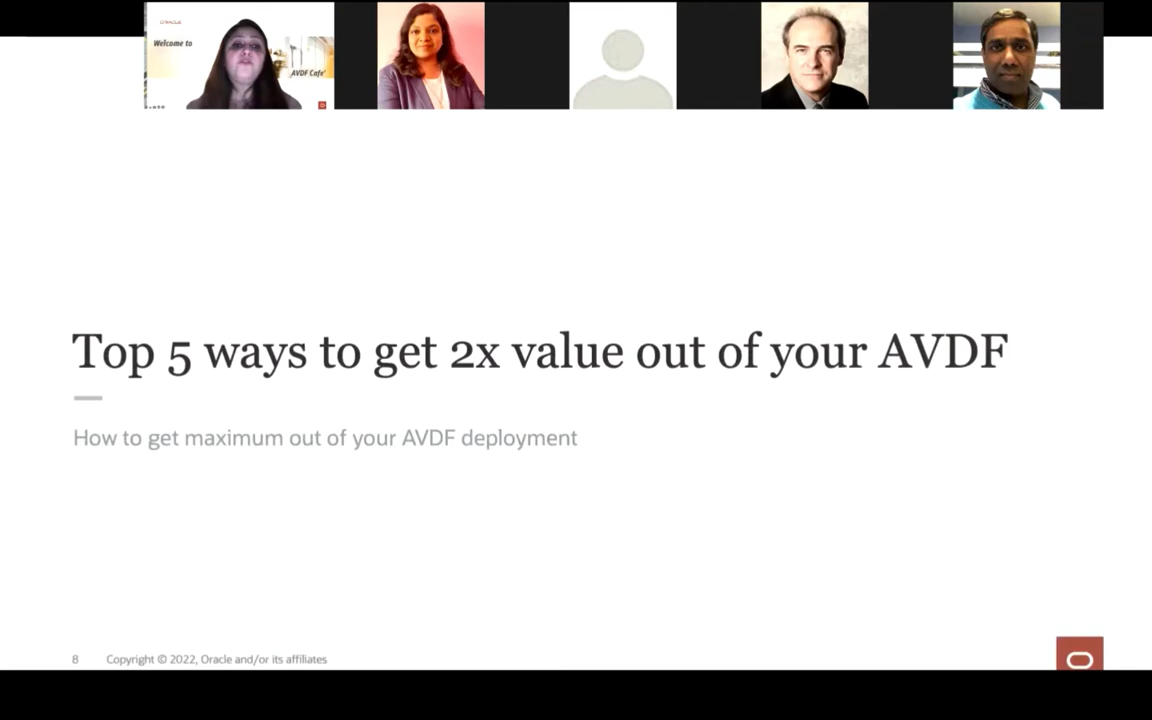 ORACLE
Welcome to
AVDF Cafe'
Top 5 ways to get 2x value out of your AVDF
How to get maximum out of your AVDF deployment
8 Copyright © 2022, Oracle and/or its affiliates